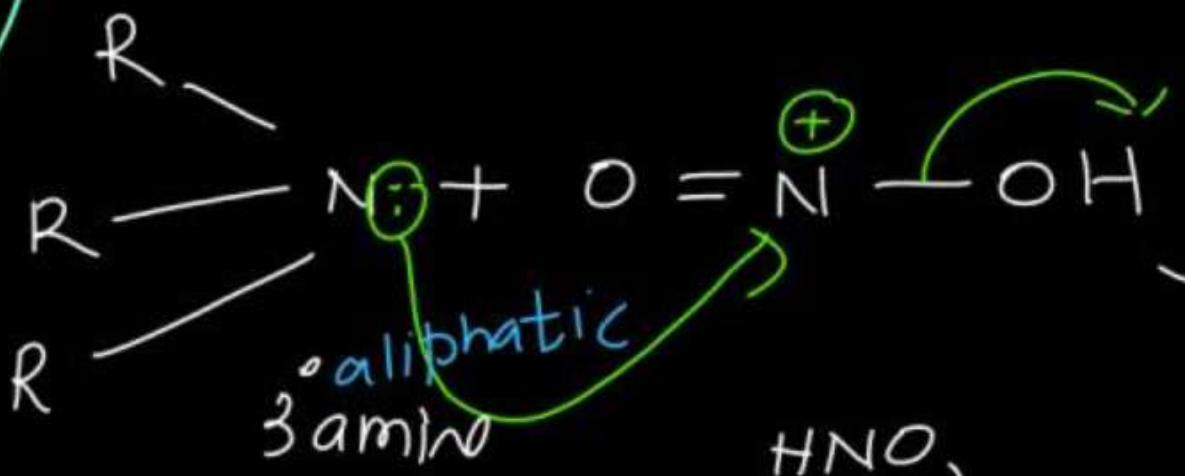 R
⊕
R N: + O = N — OH
aliphatic
R
3° amino
HNO